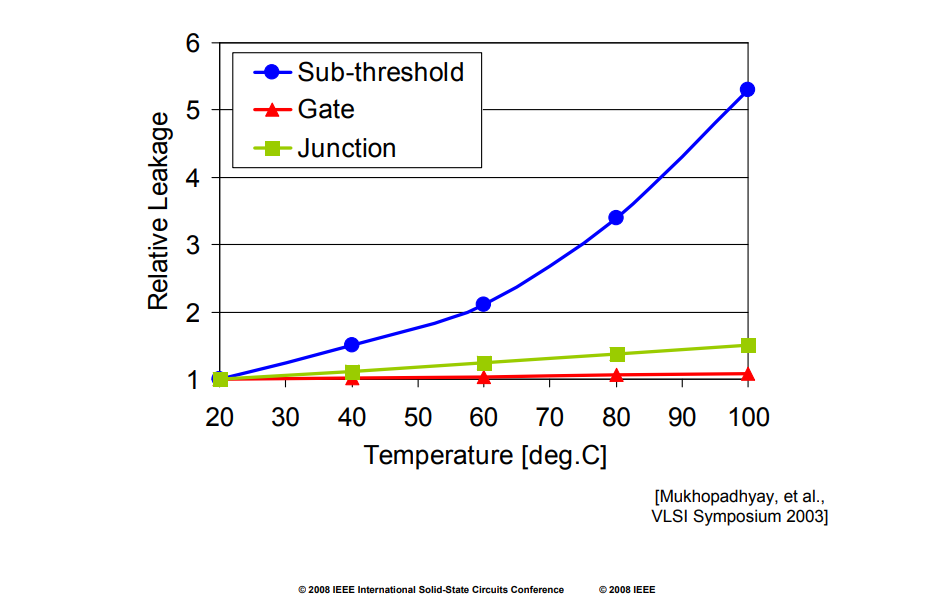 6
5
4
3
2
1
Sub-threshold
Gate
Junction
Relative Leakage
20 30 40 50 60 70 80 90 100
Temperature [deg.C]
[Mukhopadhyay, et al.,
VLSI Symposium 2003]
© 2008 IEEE International Solid-State Circuits Conference © 2008 IEEE